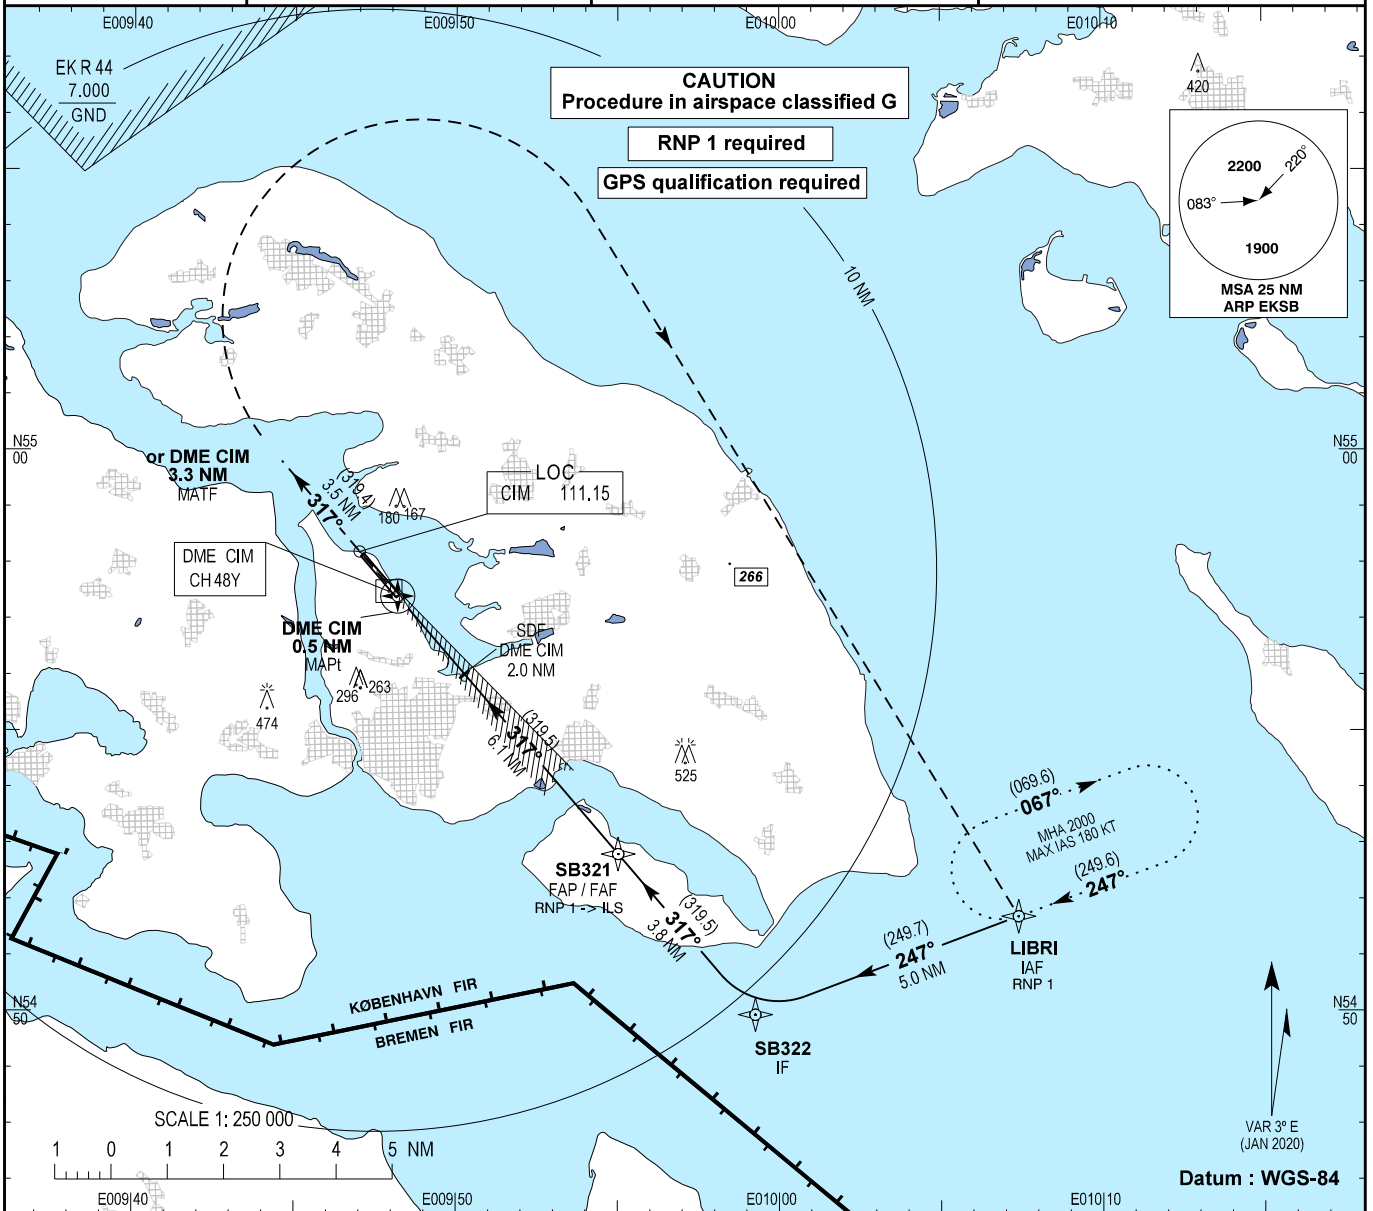 E009 40
E009 50
E010 00
E010 10
EK R 44
7.000
GND
CAUTION
Procedure in airspace classified G
RNP 1 required
GPS qualification required
420
2200
220°
083°
1900
MSA 25 NM
ARP EKSB
10 NM
N55
00
N55
00
or DME CIM
3.3 NM
MATF
(319.4)
3.5 NM
317°
180
167
LOC
CIM 111.15
DME CIM
CH 48Y
266
DME CIM
0.5 NM
MAPt
SDF
DME CIM
2.0 NM
296
263
474
(319.5)
317°
6.1 NM
525
(069.6)
067°
MHA 2000
MAX IAS 180 KT
(249.6)
247°
SB321
FAP / FAF
RNP 1 -> ILS
(319.5)
317°
3.8 NM
(249.7)
247°
5.0 NM
LIBRI
IAF
RNP 1
N54
50
N54
50
KØBENHAVN FIR
BREMEN FIR
SB322
IF
SCALE 1: 250 000
1 0 1 2 3 4 5 NM
VAR 3° E
(JAN 2020)
Datum : WGS-84
E009 40
E009 50
E010 00
E010 10